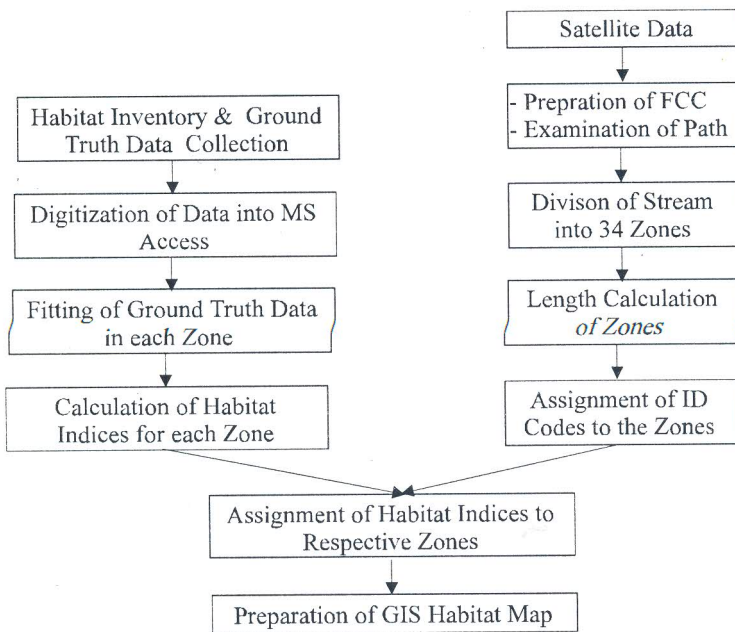 Satellite Data
Habitat Inventory & Ground
Truth Data Collection
- Prepration of FCC
- Examination of Path
Digitization of Data into MS
Access
Divison of Stream
into 34 Zones
Fitting of Ground Truth Data
in each Zone
Length Calculation
of Zones
Calculation of Habitat
Indices for each Zone
Assignment of ID
Codes to the Zones
Assignment of Habitat Indices to
Respective Zones
Preparation of GIS Habitat Map